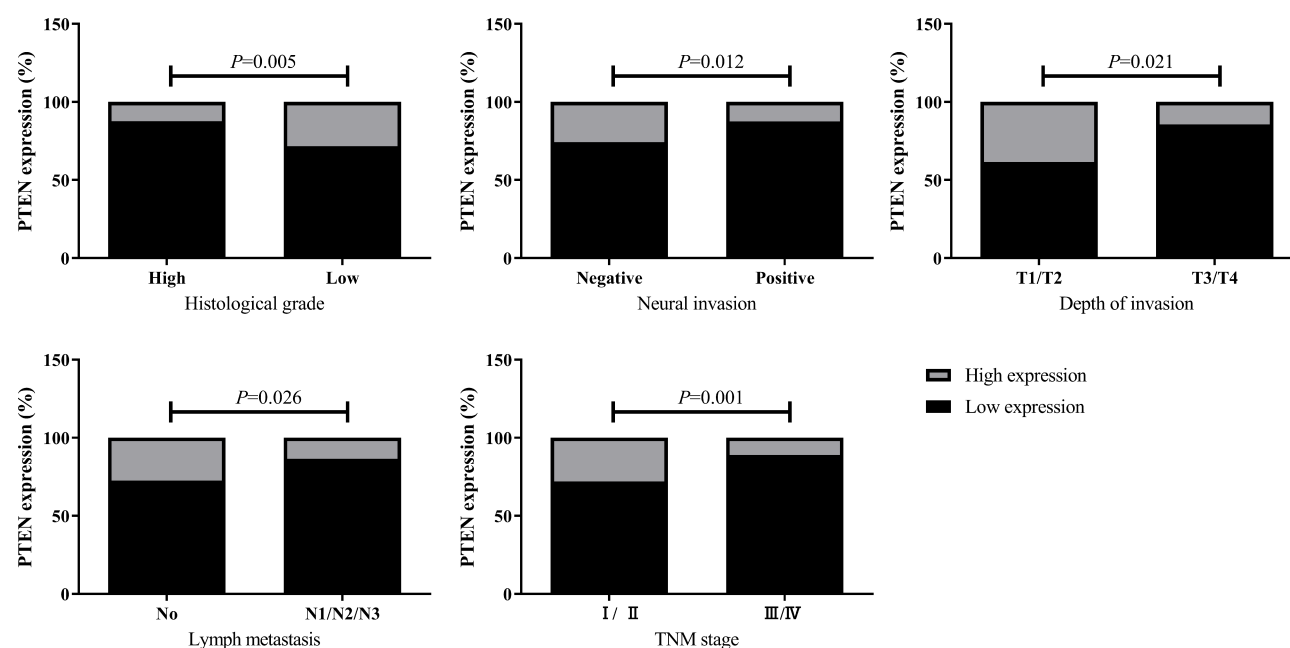 PTEN expression (%)
150
100
50
0
P=0.005
High
Low
Histological grade
PTEN expression (%)
150
100
50
0
P=0.012
Negative
Positive
Neural invasion
PTEN expression (%)
150
100
50
0
P=0.021
T1/T2
T3/T4
Depth of invasion
PTEN expression (%)
150
100
50
0
P=0.026
No
N1/N2/N3
Lymph metastasis
PTEN expression (%)
150
100
50
0
P=0.001
Ⅰ/ Ⅱ
Ⅲ/Ⅳ
TNM stage
High expression
Low expression